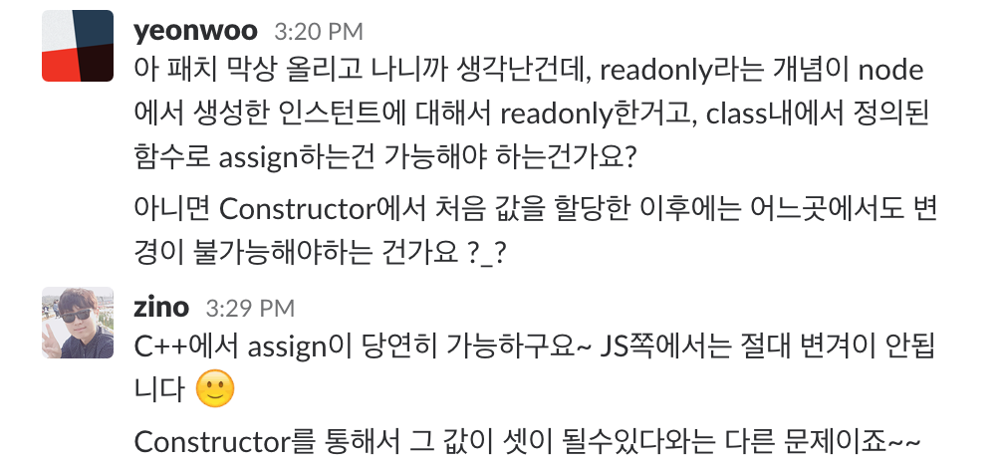 yeonwoo 3:20 PM
아 패치 막상 올리고 나니까 생각난건데, readonly라는 개념이 node
에서 생성한 인스턴트에 대해서 readonly한거고, class내에서 정의된
함수로 assign하는건 가능해야 하는건가요?
아니면 Constructor에서 처음 값을 할당한 이후에는 어느곳에서도 변
경이 불가능해야하는 건가요 ?_?
zino 3:29 PM
C++에서 assign이 당연히 가능하구요~ JS쪽에서는 절대 변겨이 안됩
니다 🙂
Constructor를 통해서 그 값이 셋이 될수있다와는 다른 문제이죠~~